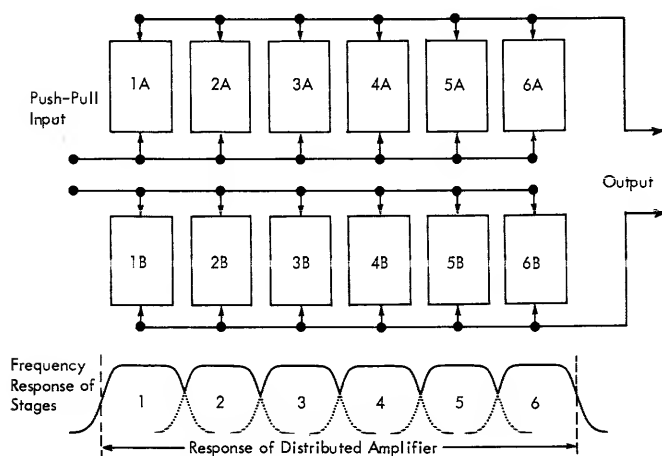 1A 2A 3A 4A 5A 6A
Push-Pull
Input
Output
1B 2B 3B 4B 5B 6B
Frequency
Response of
Stages
1 2 3 4 5 6
Response of Distributed Amplifier